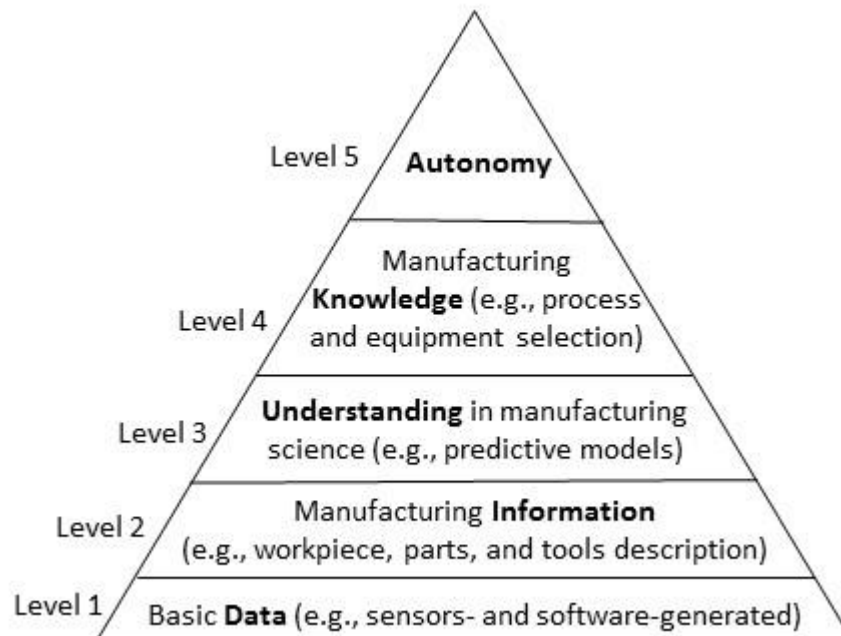 Level 5
Autonomy
Manufacturing
Knowledge (e.g., process
and equipment selection)
Level 4
Understanding in manufacturing
science (e.g., predictive models)
Level 3
Manufacturing Information
(e.g., workpiece, parts, and tools description)
Level 2
Level 1
Basic Data (e.g., sensors- and software-generated)